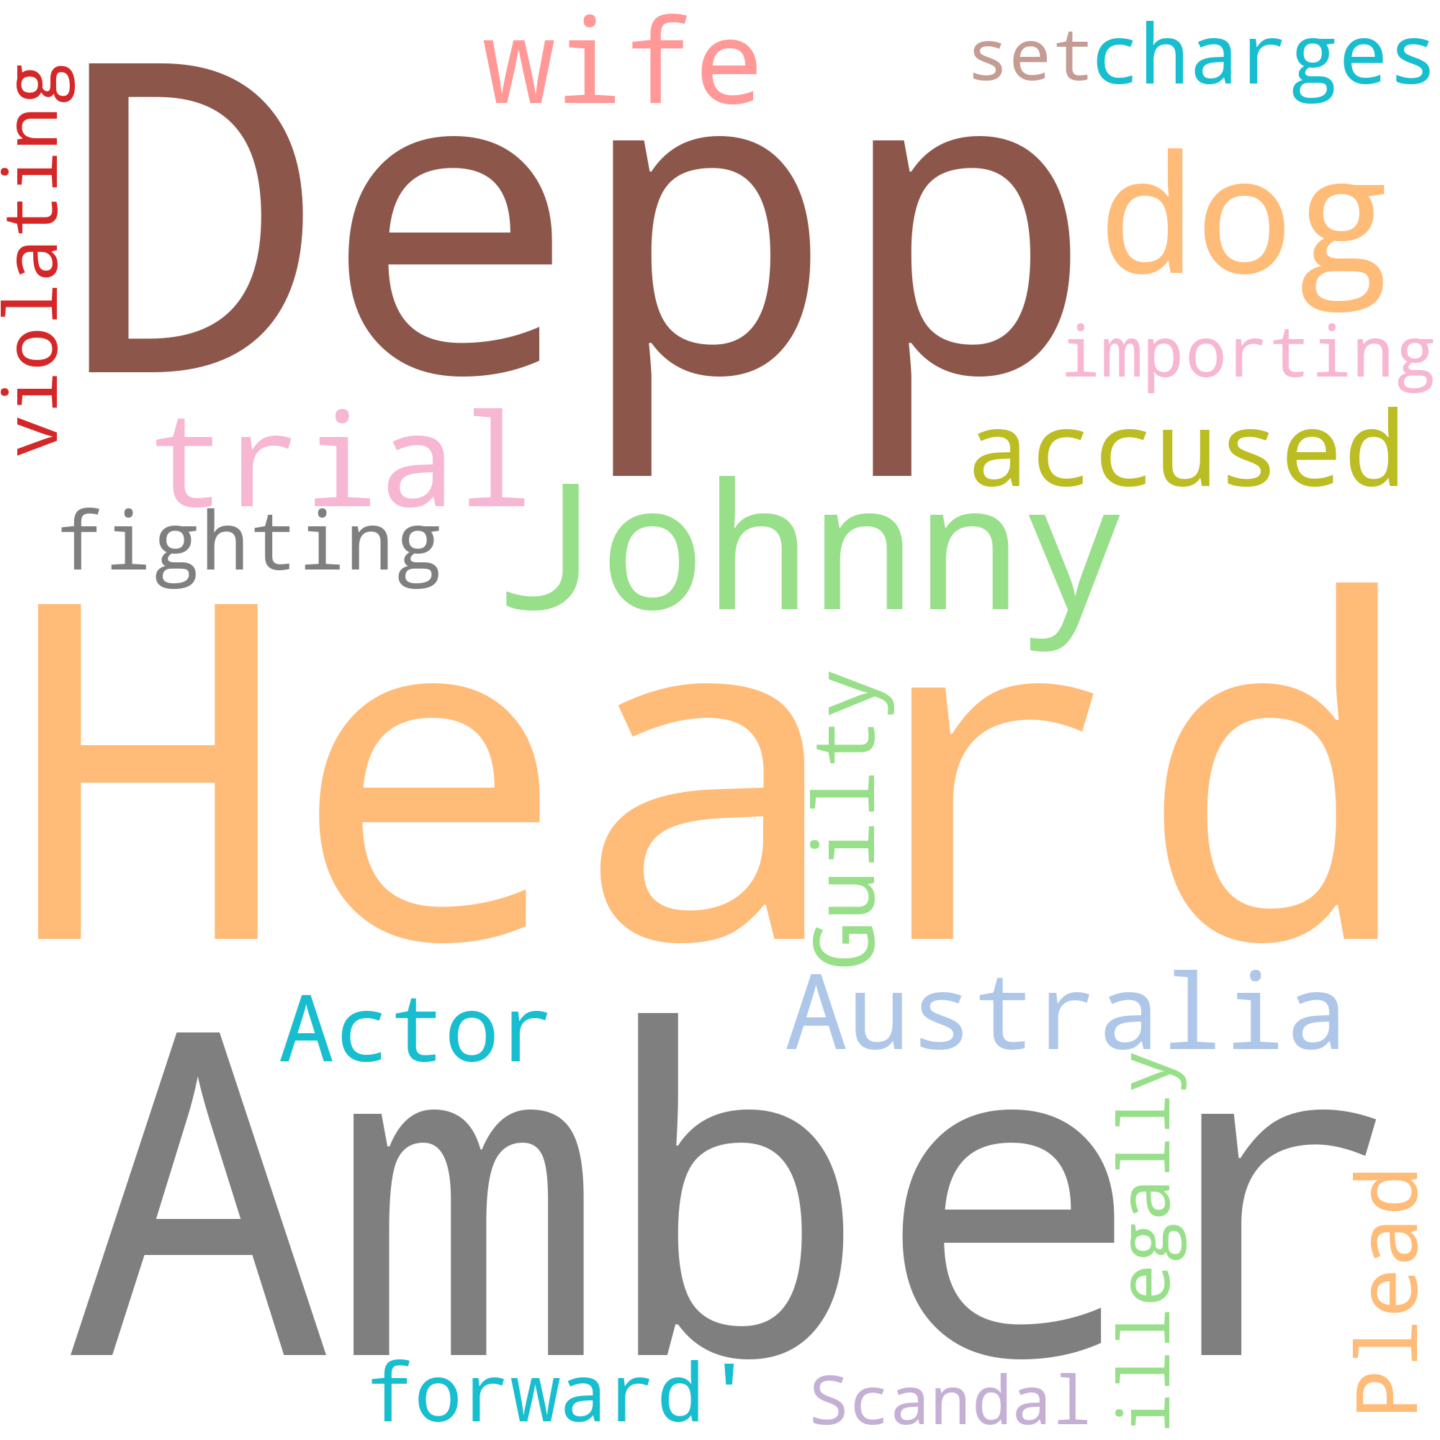 wife
set
charges
violating
Depp
dog
importing
trial
accused
Johnny
fighting
Heard
Guilty
Actor
Australia
Amber
illegally
Plead
forward'
Scandal